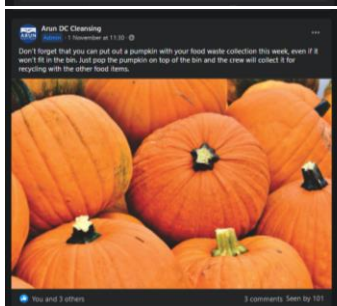 Arun DC Cleansing
ARUN
Admin · 1 November at 11:30 ·
Don't forget that you can put out a pumpkin with your food waste collection this week, even if it
won't fit in the bin. Just pop the pumpkin on top of the bin and the crew will collect it for
recycling with the other food items.
You and 3 others
3 comments Seen by 101